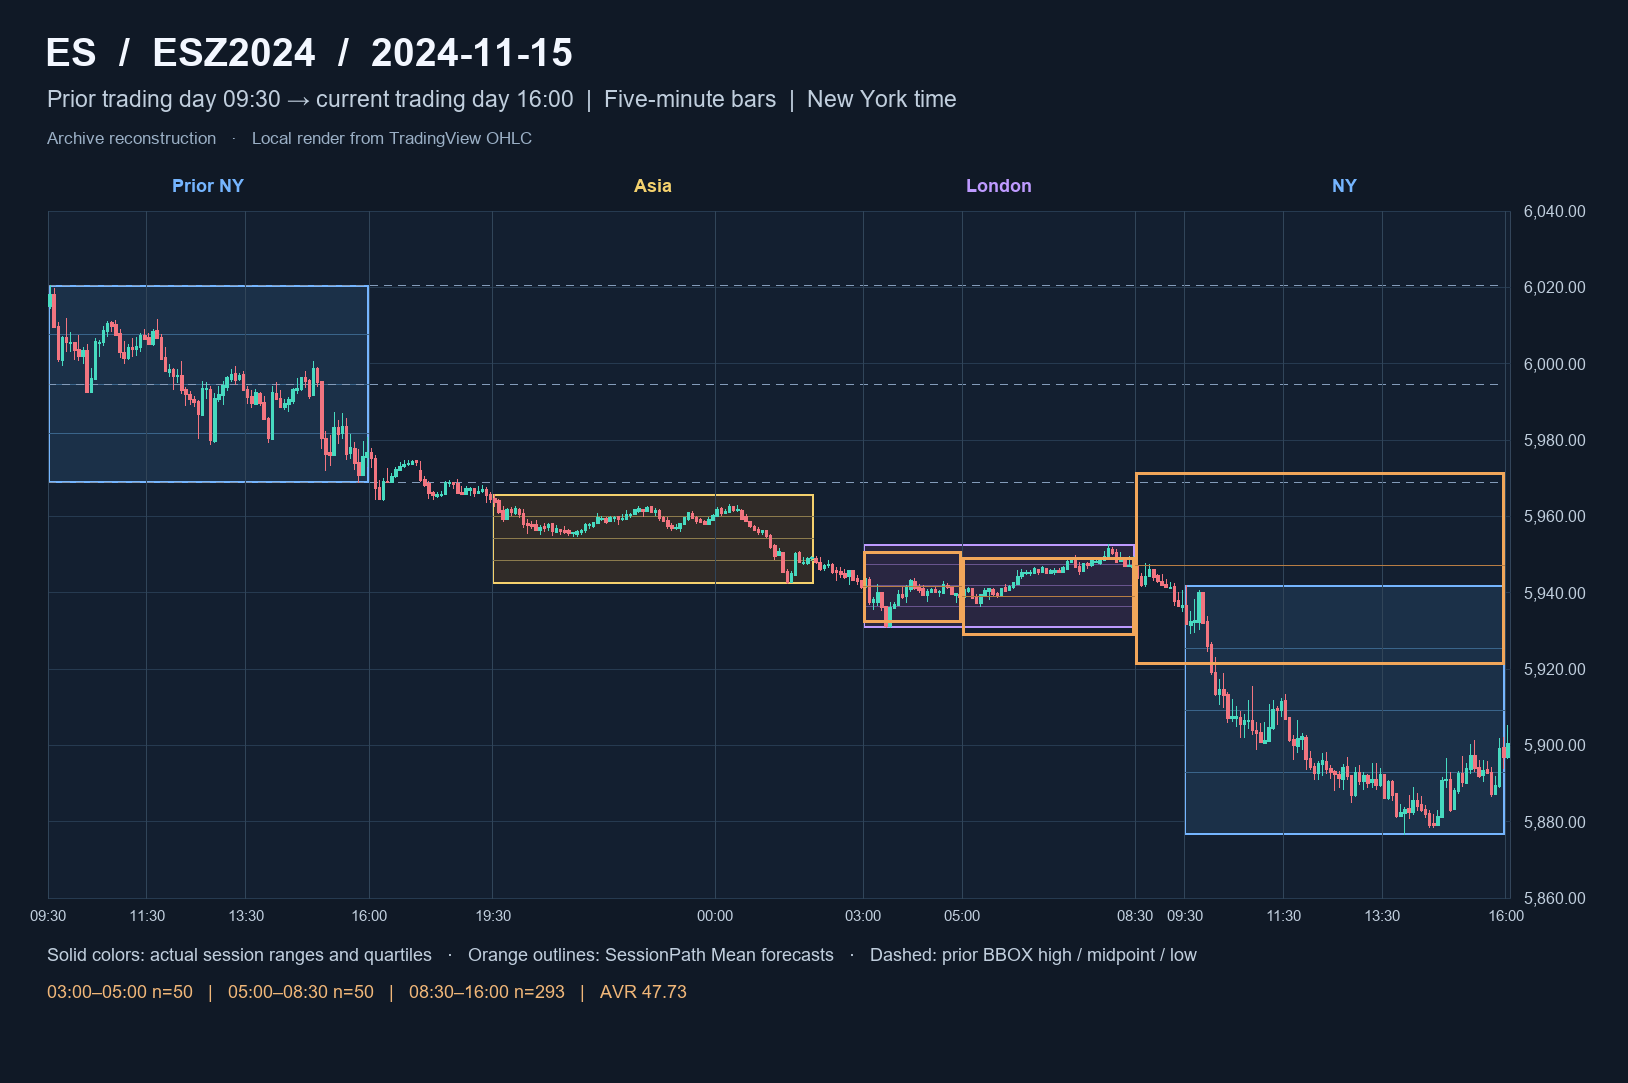 ES / ESZ2024 / 2024-11-15
Prior trading day 09:30 → current trading day 16:00 | Five-minute bars | New York time
Archive reconstruction · Local render from TradingView OHLC
Prior NY Asia London NY
6,040.00
6,020.00
6,000.00
5,980.00
5,960.00
5,940.00
5,920.00
5,900.00
5,880.00
5,860.00
09:30 11:30 13:30 16:00 19:30 00:00 03:00 05:00 08:30 09:30 11:30 13:30 16:00
Solid colors: actual session ranges and quartiles · Orange outlines: SessionPath Mean forecasts · Dashed: prior BBOX high / midpoint / low
03:00–05:00 n=50 | 05:00–08:30 n=50 | 08:30–16:00 n=293 | AVR 47.73